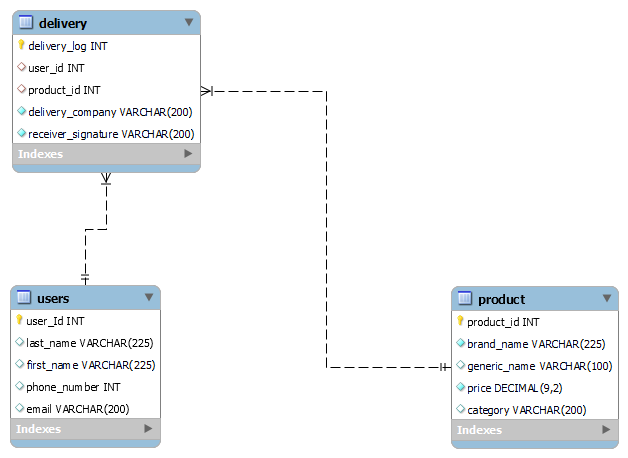 delivery
delivery_log INT
user_id INT
product_id INT
delivery_company VARCHAR(200)
receiver_signature VARCHAR(200)
Indexes
users
user_Id INT
last_name VARCHAR(225)
first_name VARCHAR(225)
phone_number INT
email VARCHAR(200)
Indexes
product
product_id INT
brand_name VARCHAR(225)
generic_name VARCHAR(100)
price DECIMAL(9,2)
category VARCHAR(200)
Indexes